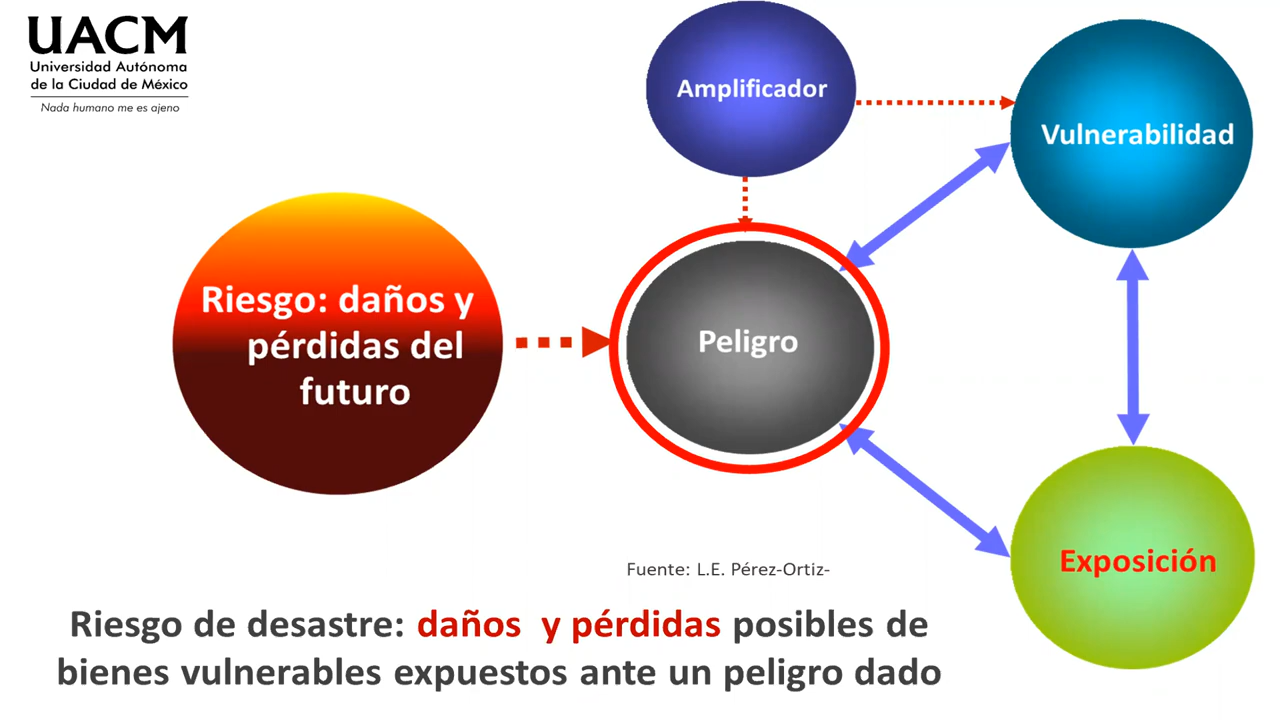 UACM
Universidad Autónoma
de la Ciudad de México
Nada humano me es ajeno
Amplificador
Vulnerabilidad
Riesgo: daños y
pérdidas del
futuro
Peligro
Exposición
Fuente: L.E. Pérez-Ortiz-
Riesgo de desastre: daños y pérdidas posibles de
bienes vulnerables expuestos ante un peligro dado